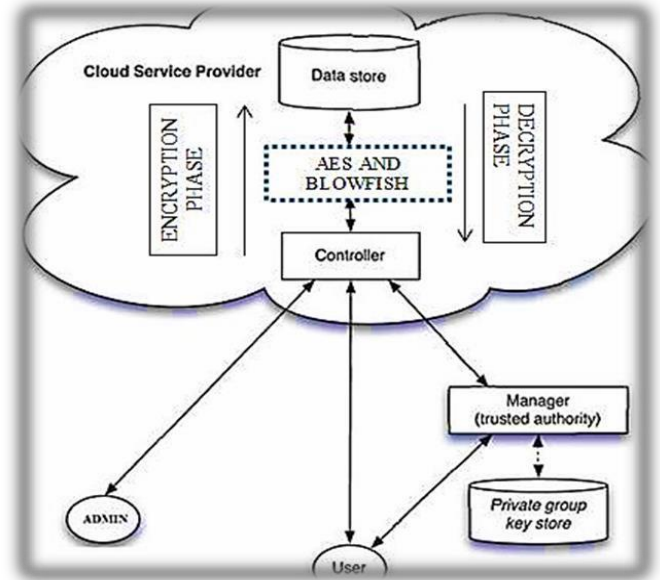 Cloud Service Provider
Data store
ENCRYPTION
PHASE
AES AND
BLOWFISH
DECRYPTION
PHASE
Controller
Manager
(trusted authority)
ADMIN
Private group
key store
User